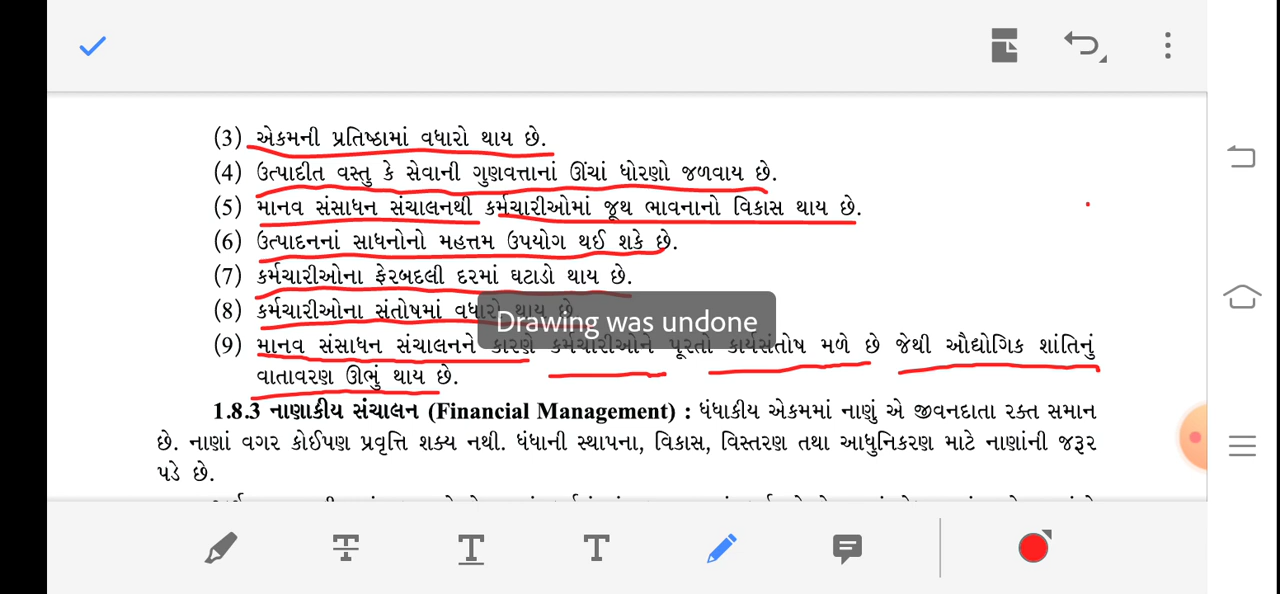 (3) એકમની પ્રતિષ્ઠામાં વધારો થાય છે.
(4) ઉત્પાદીત વસ્તુ કે સેવાની ગુણવત્તાનાં ઊંચાં ધોરણો જળવાય છે.
(5) માનવ સંસાધન સંચાલનથી કર્મચારીઓમાં જૂથ ભાવનાનો વિકાસ થાય છે.
(6) ઉત્પાદનનાં સાધનોનો મહત્તમ ઉપયોગ થઈ શકે છે.
(7) કર્મચારીઓના ફેરબદલી દરમાં ઘટાડો થાય છે.
(8) કર્મચારીઓના સંતોષમાં વધારો થાય છે
Drawing was undone
(9) માનવ સંસાધન સંચાલનને કારણે કર્મચારીઓને પૂરતો કાર્યસંતોષ મળે છે જેથી ઔદ્યોગિક શાંતિનું
વાતાવરણ ઊભું થાય છે.
1.8.3 નાણાકીય સંચાલન (Financial Management) : ધંધાકીય એકમમાં નાણું એ જીવનદાતા રક્ત સમાન
છે. નાણાં વગર કોઈપણ પ્રવૃત્તિ શક્ય નથી. ધંધાની સ્થાપના, વિકાસ, વિસ્તરણ તથા આધુનિકરણ માટે નાણાંની જરૂર
પડે છે.